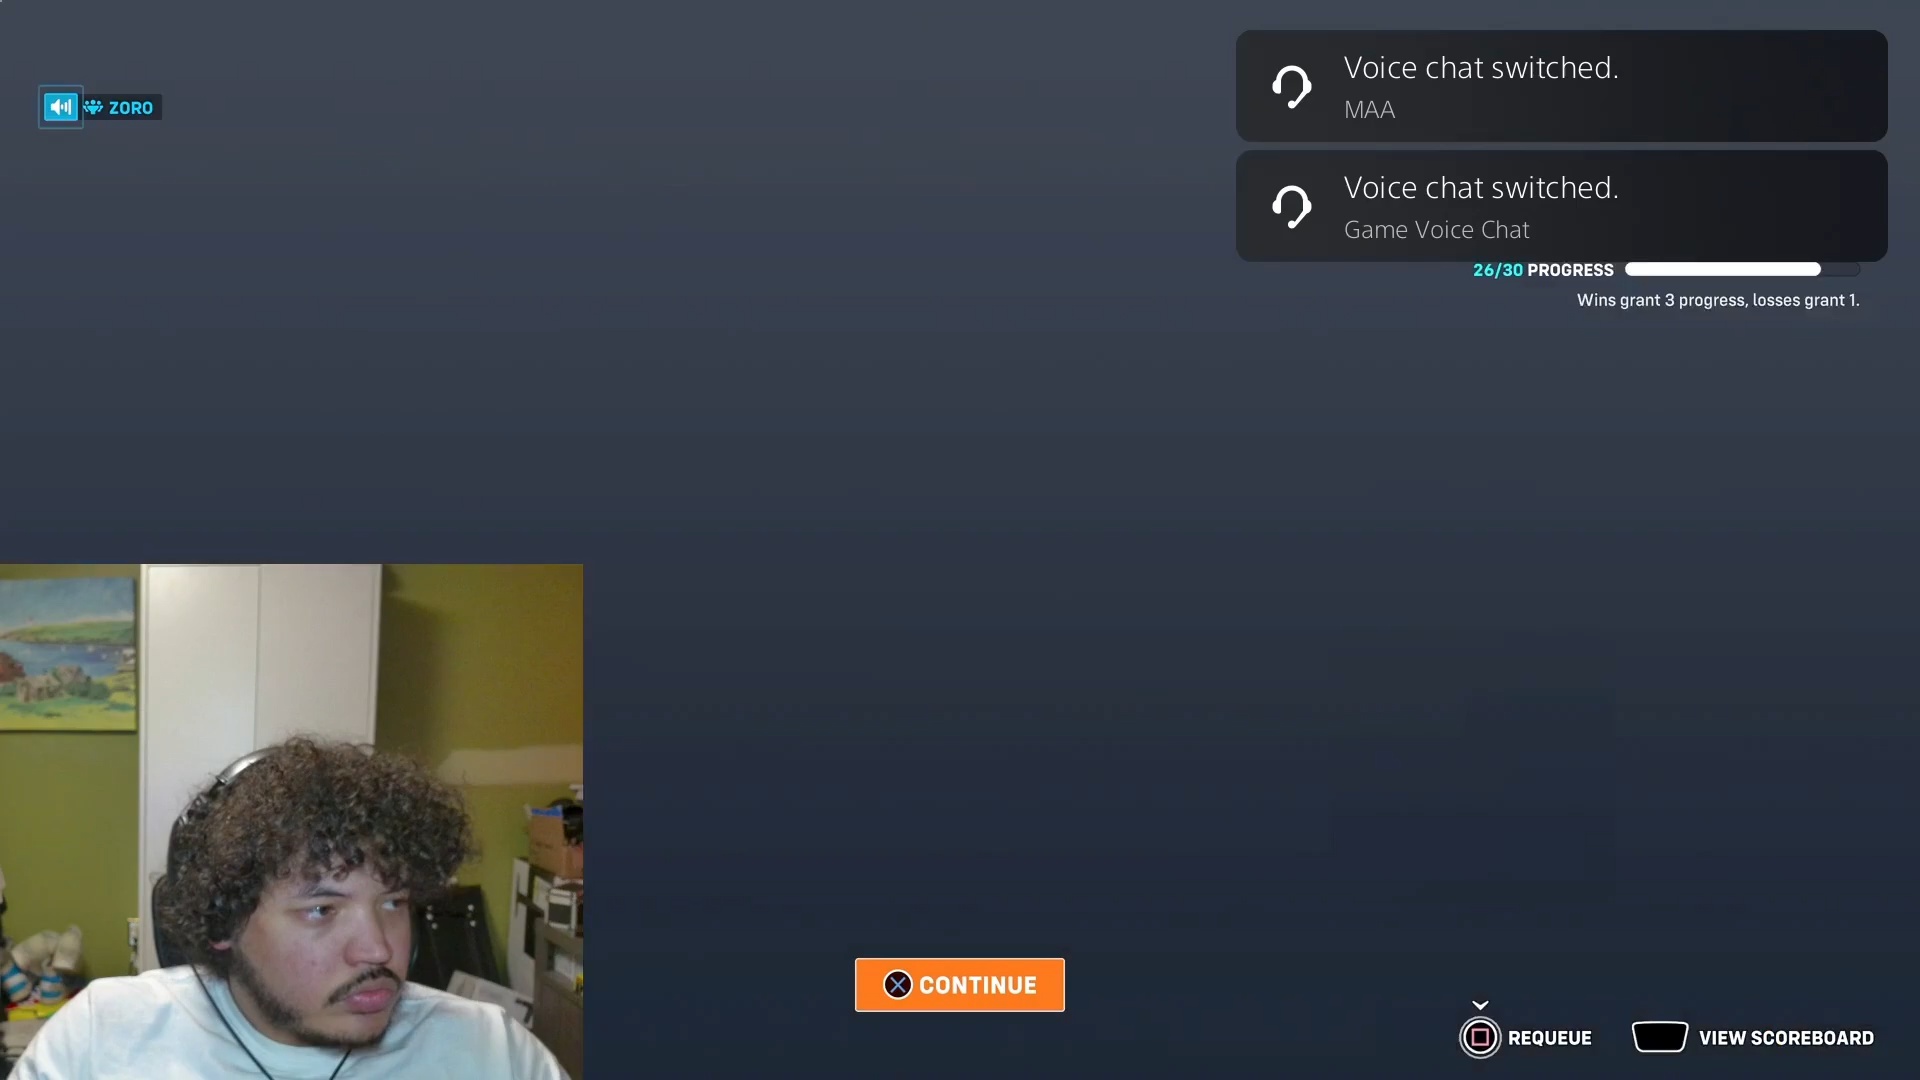 Voice chat switched.
MAA
ZORO
Voice chat switched.
Game Voice Chat
26/30 PROGRESS
Wins grant 3 progress, losses grant 1.
CONTINUE
REQUEUE
VIEW SCOREBOARD